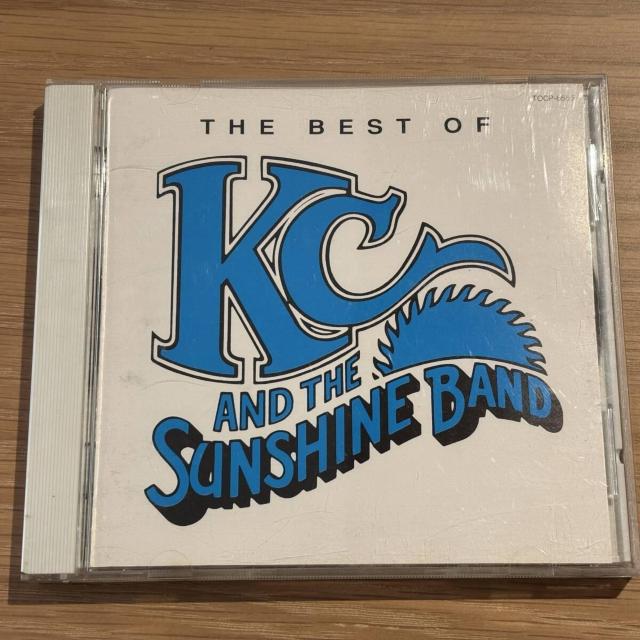 THE BEST OF
KC
AND THE
SUNSHINE BAND